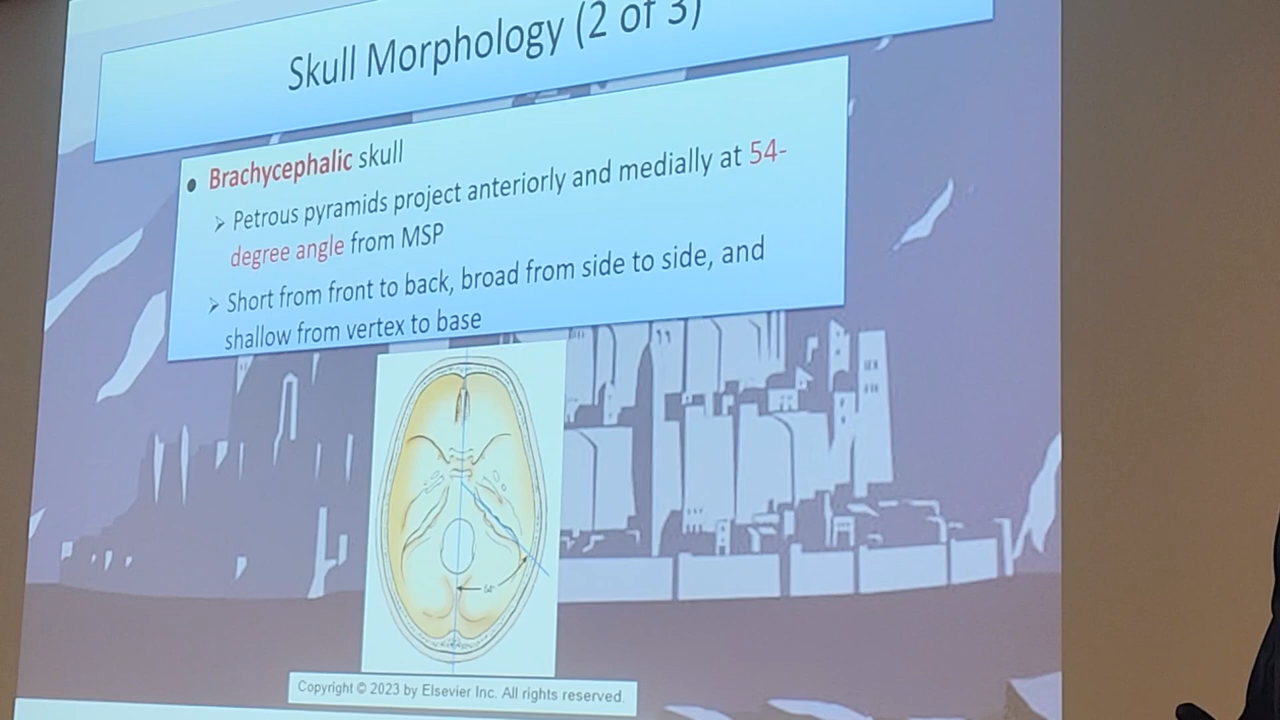 Skull Morphology (2 of 3)
● Brachycephalic skull
➢ Petrous pyramids project anteriorly and medially at 54-
degree angle from MSP
➢ Short from front to back, broad from side to side, and
shallow from vertex to base
54°
Copyright © 2023 by Elsevier Inc. All rights reserved.